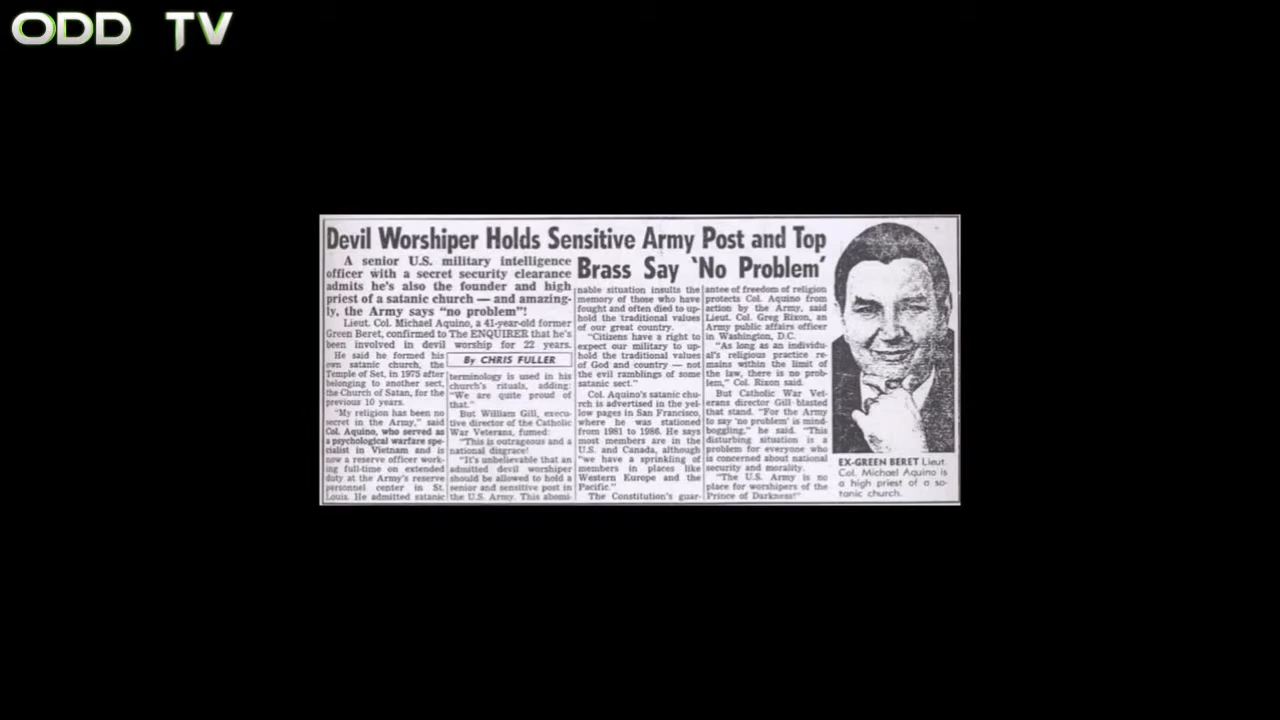 ODD TV
Devil Worshiper Holds Sensitive Army Post and Top
Brass Say 'No Problem'
A senior U.S. military intelligence
officer with a secret security clearance
admits he's also the founder and high
priest of a satanic church — and amazing-
ly, the Army says "no problem"!
Lieut. Col. Michael Aquino, a 41-year-old former
Green Beret, confirmed to The ENQUIRER that he's
been involved in devil worship for 22 years.
He said he formed his
own satanic church, the
Temple of Set, in 1975 after
belonging to another sect,
the Church of Satan, for the
previous 10 years.
"My religion has been no
secret in the Army," said
Col. Aquino, who served as
a psychological warfare spe-
cialist in Vietnam and is
now a reserve officer work-
ing full-time on extended
duty at the Army's reserve
personnel center in St.
Louis. He admitted satanic
By CHRIS FULLER
terminology is used in his
church's rituals, adding:
"We are quite proud of
that."
But William Gill, execu-
tive director of the Catholic
War Veterans, fumed:
"This is outrageous and a
national disgrace!
"It's unbelievable that an
admitted devil worshiper
should be allowed to hold a
senior and sensitive post in
the U.S. Army. This abomi-
nable situation insults the
memory of those who have
fought and often died to up-
hold the traditional values
of our great country.
"Citizens have a right to
expect our military to up-
hold the traditional values
of God and country — not
the evil ramblings of some
satanic sect."
Col. Aquino's satanic chu-
rch is advertised in the yel-
low pages in San Francisco,
where he was stationed
from 1981 to 1986. He says
most members are in the
U.S. and Canada, although
"we have a sprinkling of
members in places like
Western Europe and the
Pacific."
The Constitution's guar-
antee of freedom of religion
protects Col. Aquino from
action by the Army, said
Lieut. Col. Greg Rixon, an
Army public affairs officer
in Washington, D.C.
"As long as an individu-
al's religious practice re-
mains within the limit of
the law, there is no prob-
lem," Col. Rixon said.
But Catholic War Vet-
erans director Gill blasted
that stand. "For the Army
to say 'no problem' is mind-
boggling," he said. "This
disturbing situation is a
problem for everyone who
is concerned about national
security and morality.
"The U.S. Army is no
place for worshipers of the
Prince of Darkness!"
EX-GREEN BERET Lieut.
Col. Michael Aquino is
a high priest of a sa-
tanic church.